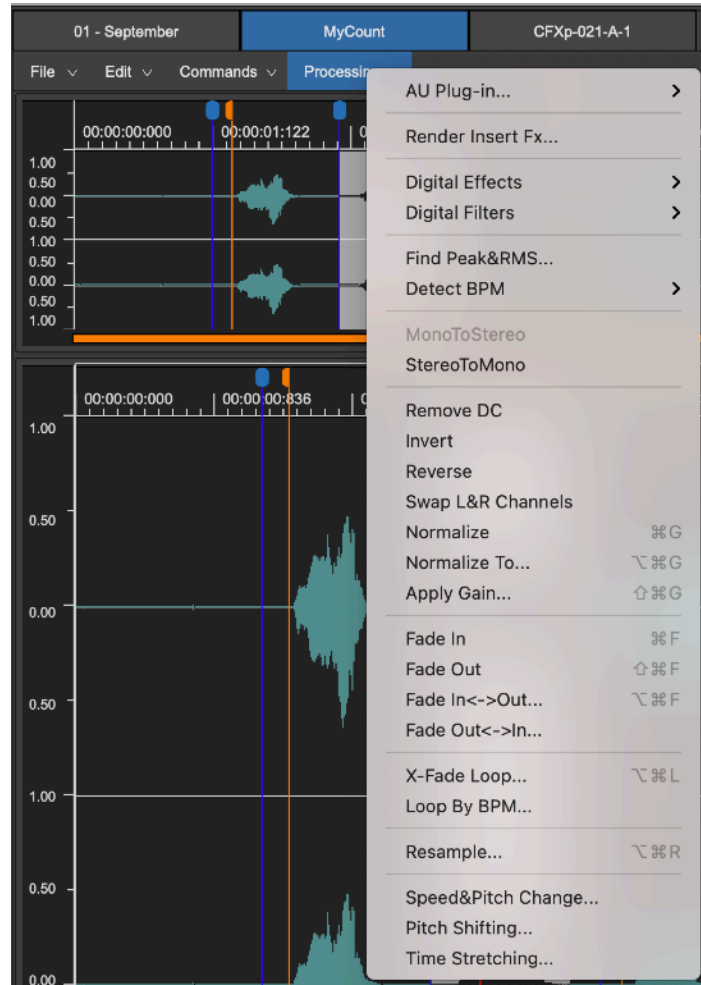 01 - September MyCount CFXp-021-A-1
File Edit Commands Processin
00:00:00:000 00:00:01:122
1.00
0.50
0.00
0.50
1.00
0.50
0.00
0.50
1.00
00:00:00:000 00:00:00:836
1.00
0.50
0.00
0.50
1.00
0.50
0.00
AU Plug-in...
Render Insert Fx...
Digital Effects
Digital Filters
Find Peak&RMS...
Detect BPM
MonoToStereo
StereoToMono
Remove DC
Invert
Reverse
Swap L&R Channels
Normalize ⌘G
Normalize To... ⌥⌘G
Apply Gain... ⇧⌘G
Fade In ⌘F
Fade Out ⇧⌘F
Fade In<->Out... ⌥⌘F
Fade Out<->In...
X-Fade Loop... ⌥⌘L
Loop By BPM...
Resample... ⌥⌘R
Speed&Pitch Change...
Pitch Shifting...
Time Stretching...